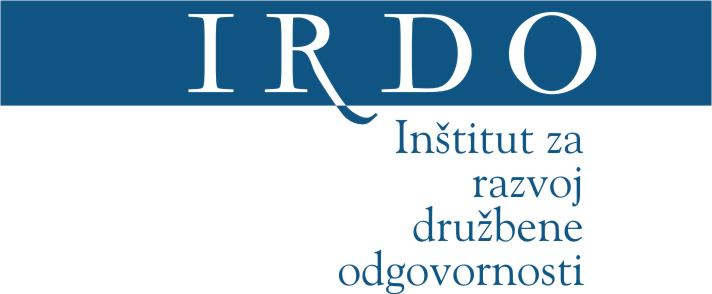 IRDO
Inštitut za
razvoj
družbene
odgovornosti